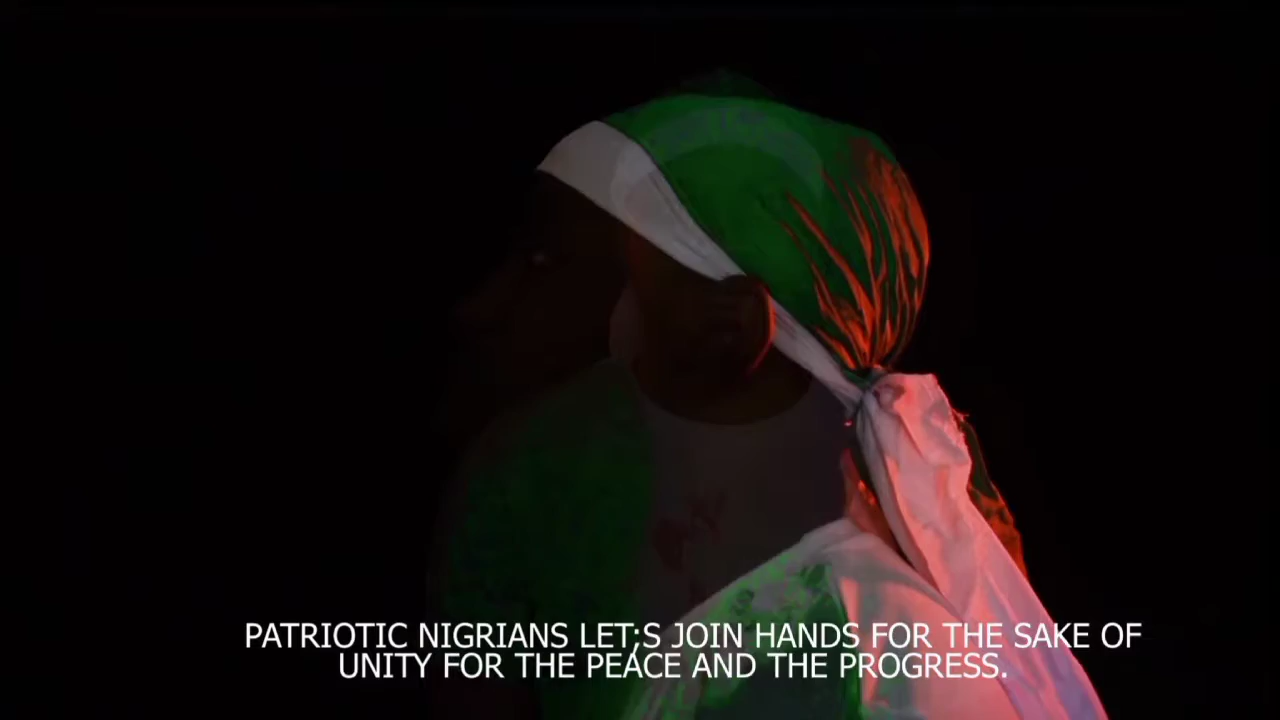 PATRIOTIC NIGRIANS LET;S JOIN HANDS FOR THE SAKE OF
UNITY FOR THE PEACE AND THE PROGRESS.